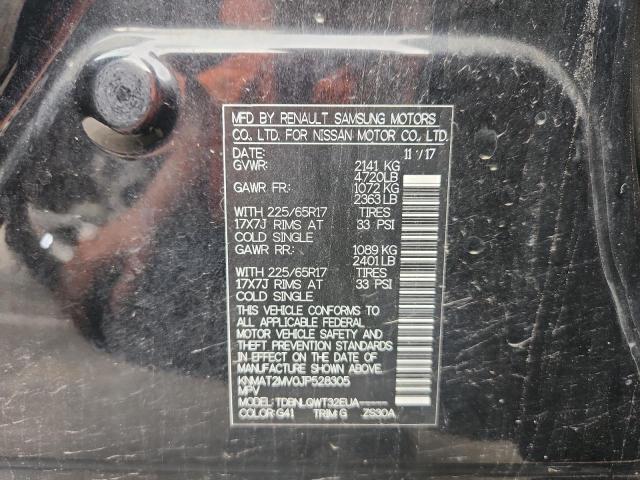 MFD BY RENAULT SAMSUNG MOTORS
CO. LTD. FOR NISSAN MOTOR CO., LTD.
DATE: 11/17
GVWR: 2141 KG
4720LB
GAWR FR: 1072 KG
2363 LB
WITH 225/65R17 TIRES
17X7J RIMS AT 33 PSI
COLD SINGLE
GAWR RR: 1089 KG
2401 LB
WITH 225/65R17 TIRES
17X7J RIMS AT 33 PSI
COLD SINGLE
THIS VEHICLE CONFORMS TO
ALL APPLICABLE FEDERAL
MOTOR VEHICLE SAFETY AND
THEFT PREVENTION STANDARDS
IN EFFECT ON THE DATE OF
MANUFACTURE SHOWN ABOVE.
KNMAT2MV0JP528305
MPV
MODEL: TDBNLQWT32EUA-----
COLOR: G41 TRIM: G ZS30A